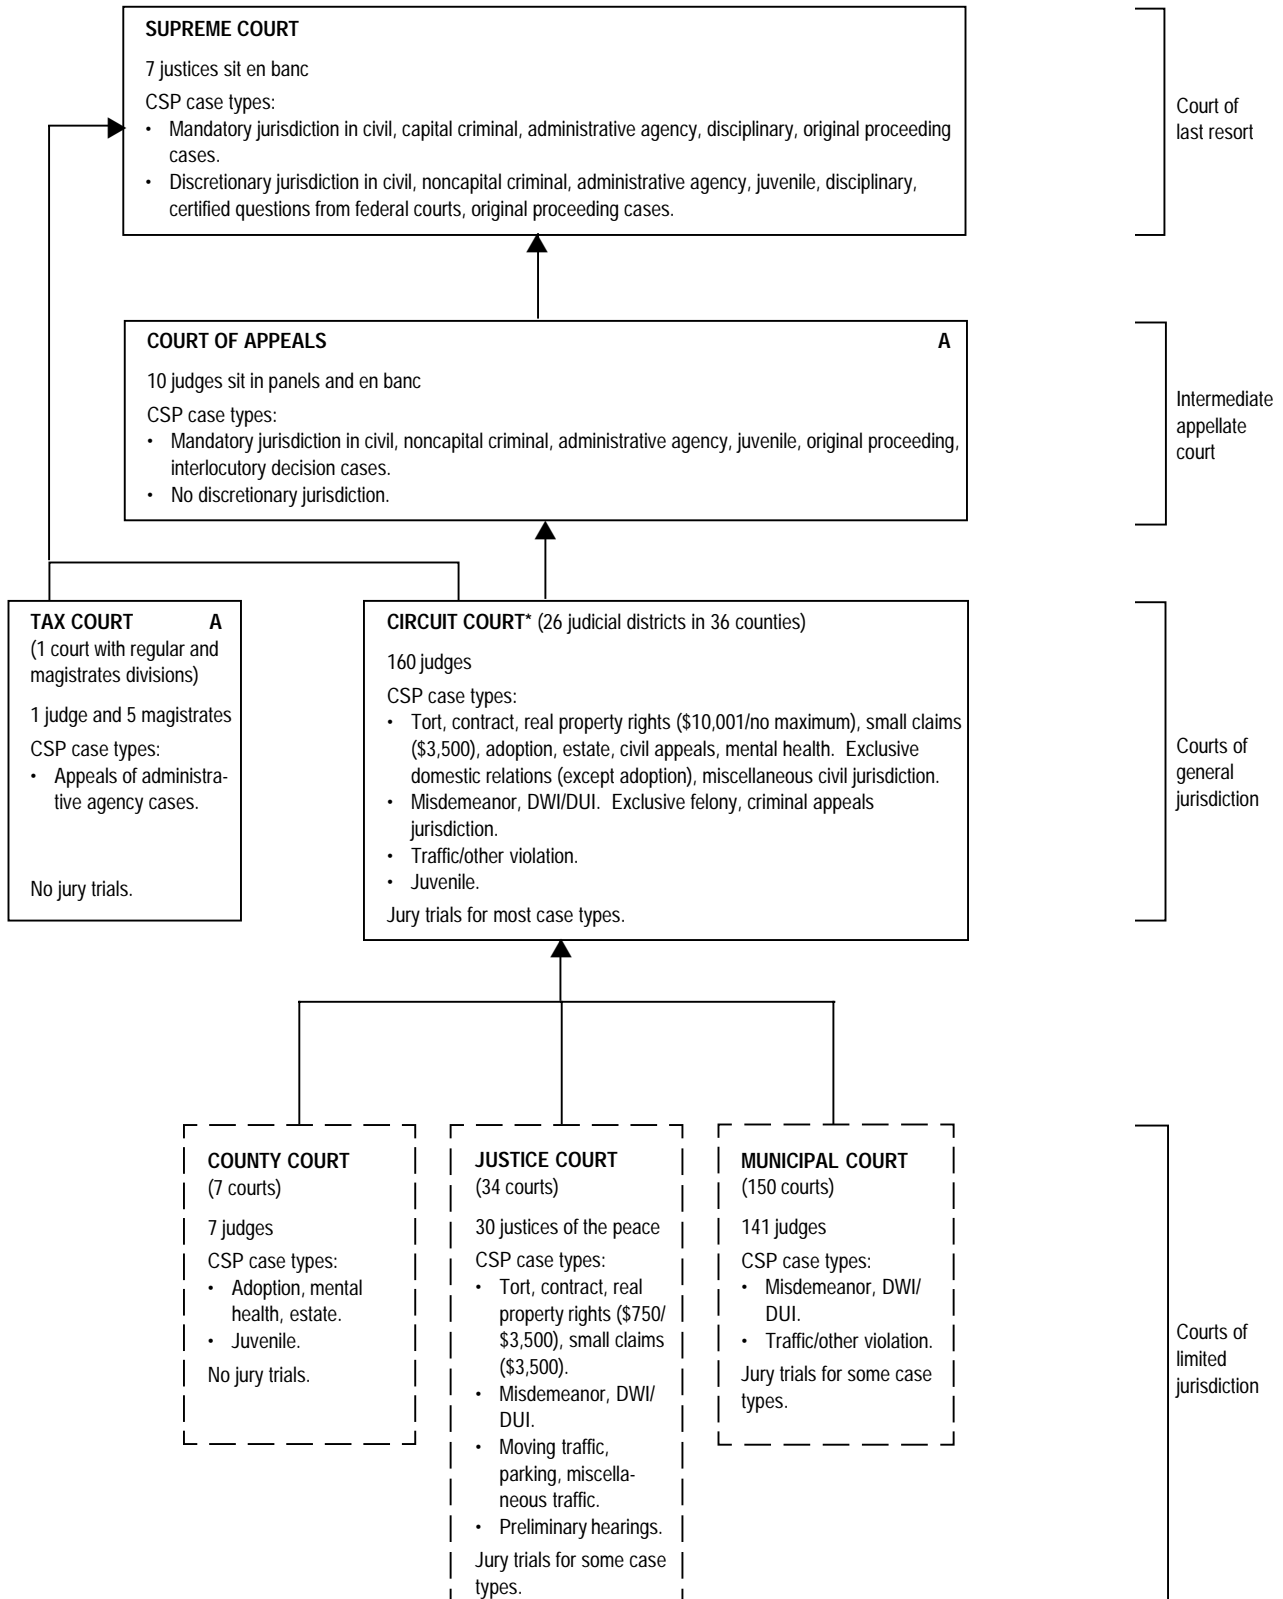 SUPREME COURT
7 justices sit en banc
CSP case types:
• Mandatory jurisdiction in civil, capital criminal, administrative agency, disciplinary, original proceeding
cases.
• Discretionary jurisdiction in civil, noncapital criminal, administrative agency, juvenile, disciplinary,
certified questions from federal courts, original proceeding cases.
Court of
last resort
COURT OF APPEALS A
10 judges sit in panels and en banc
CSP case types:
• Mandatory jurisdiction in civil, noncapital criminal, administrative agency, juvenile, original proceeding,
interlocutory decision cases.
• No discretionary jurisdiction.
Intermediate
appellate
court
TAX COURT A
(1 court with regular and
magistrates divisions)
1 judge and 5 magistrates
CSP case types:
• Appeals of administra-
tive agency cases.
No jury trials.
CIRCUIT COURT* (26 judicial districts in 36 counties)
160 judges
CSP case types:
• Tort, contract, real property rights ($10,001/no maximum), small claims
($3,500), adoption, estate, civil appeals, mental health. Exclusive
domestic relations (except adoption), miscellaneous civil jurisdiction.
• Misdemeanor, DWI/DUI. Exclusive felony, criminal appeals
jurisdiction.
• Traffic/other violation.
• Juvenile.
Jury trials for most case types.
Courts of
general
jurisdiction
COUNTY COURT
(7 courts)
7 judges
CSP case types:
• Adoption, mental
health, estate.
• Juvenile.
No jury trials.
JUSTICE COURT
(34 courts)
30 justices of the peace
CSP case types:
• Tort, contract, real
property rights ($750/
$3,500), small claims
($3,500).
• Misdemeanor, DWI/
DUI.
• Moving traffic,
parking, miscella-
neous traffic.
• Preliminary hearings.
Jury trials for some case
types.
MUNICIPAL COURT
(150 courts)
141 judges
CSP case types:
• Misdemeanor, DWI/
DUI.
• Traffic/other violation.
Jury trials for some case
types.
Courts of
limited
jurisdiction